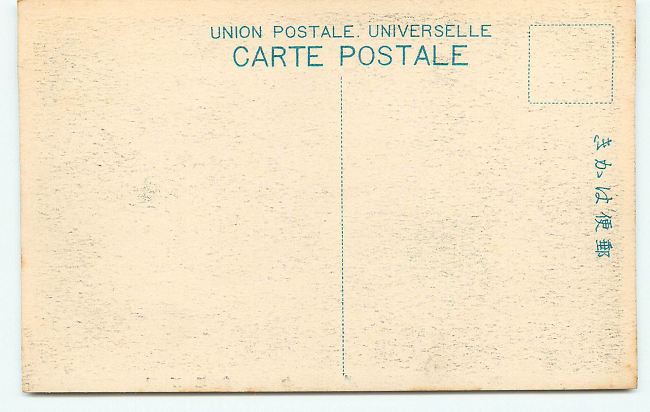 UNION POSTALE. UNIVERSELLE
CARTE POSTALE
郵便はかき